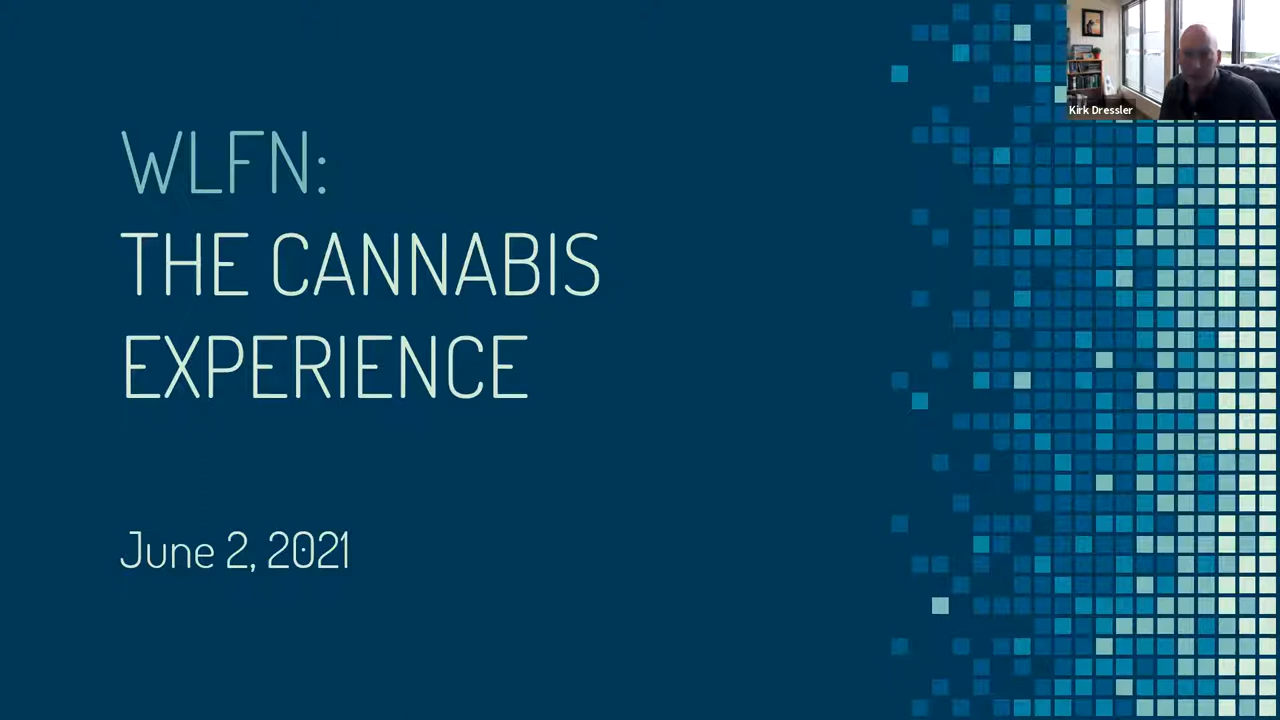 WLFN:
THE CANNABIS
EXPERIENCE
June 2, 2021
Kirk Dressler